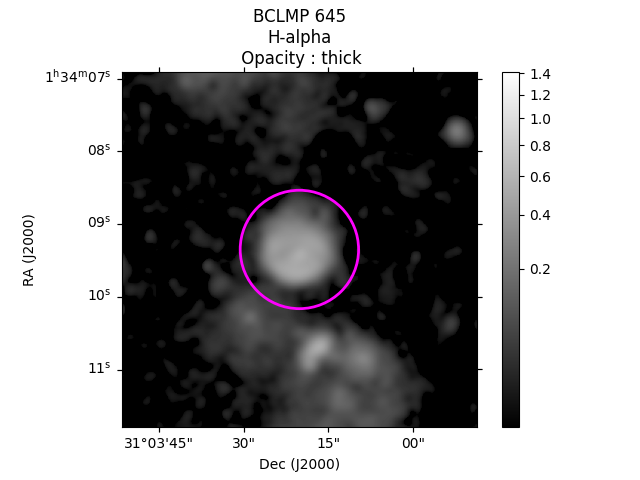 BCLMP 645
H-alpha
Opacity : thick
1h34m07s
08s
09s
10s
11s
RA (J2000)
31°03'45"
30"
15"
00"
Dec (J2000)
1.4
1.2
1.0
0.8
0.6
0.4
0.2